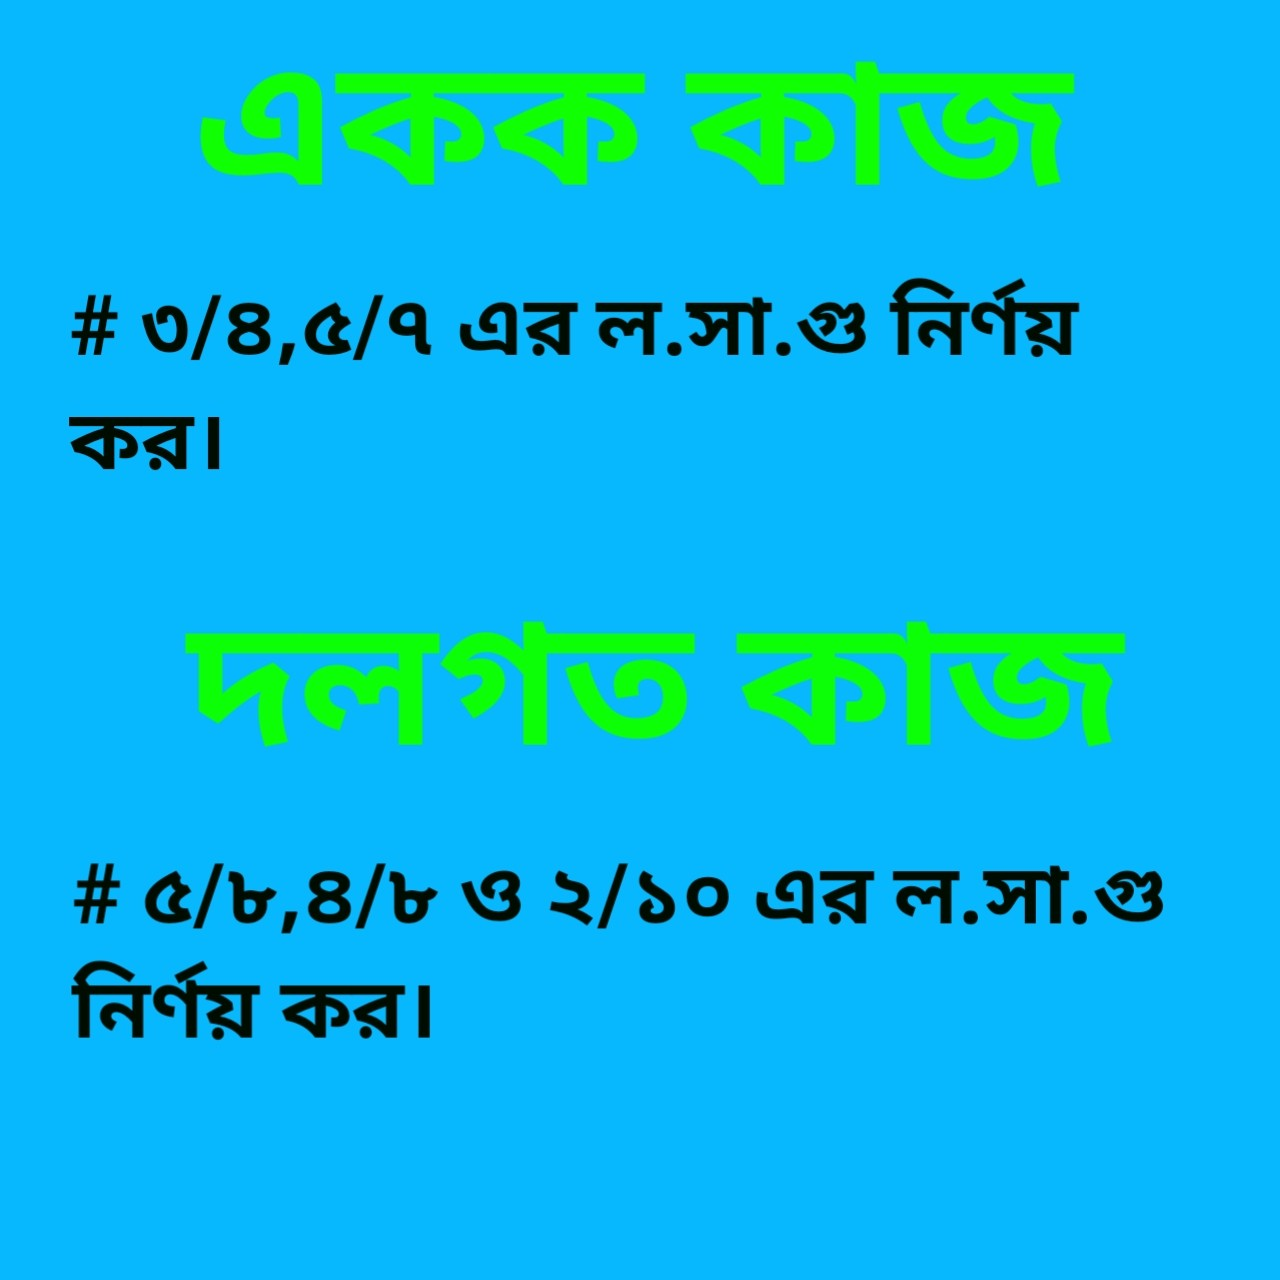 একক কাজ
# ৩/৪,৫/৭ এর ল.সা.গু নির্ণয়
কর।
দলগত কাজ
# ৫/৮,৪/৮ ও ২/১০ এর ল.সা.গু
নির্ণয় কর।